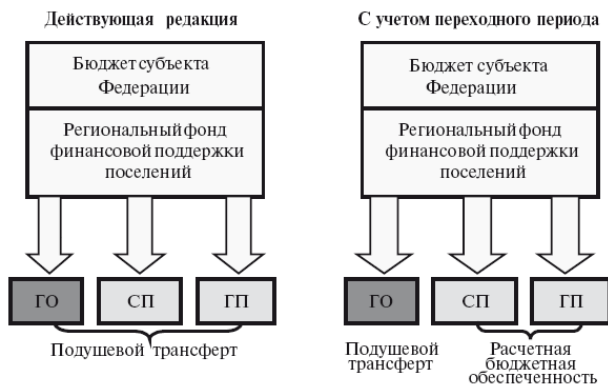 Действующая редакция
Бюджет субъекта
Федерации
Региональный фонд
финансовой поддержки
поселений
ГО
СП
ГП
Подушевой трансферт
С учетом переходного периода
Бюджет субъекта
Федерации
Региональный фонд
финансовой поддержки
поселений
ГО
СП
ГП
Подушевой
трансферт
Расчетная
бюджетная
обеспеченность